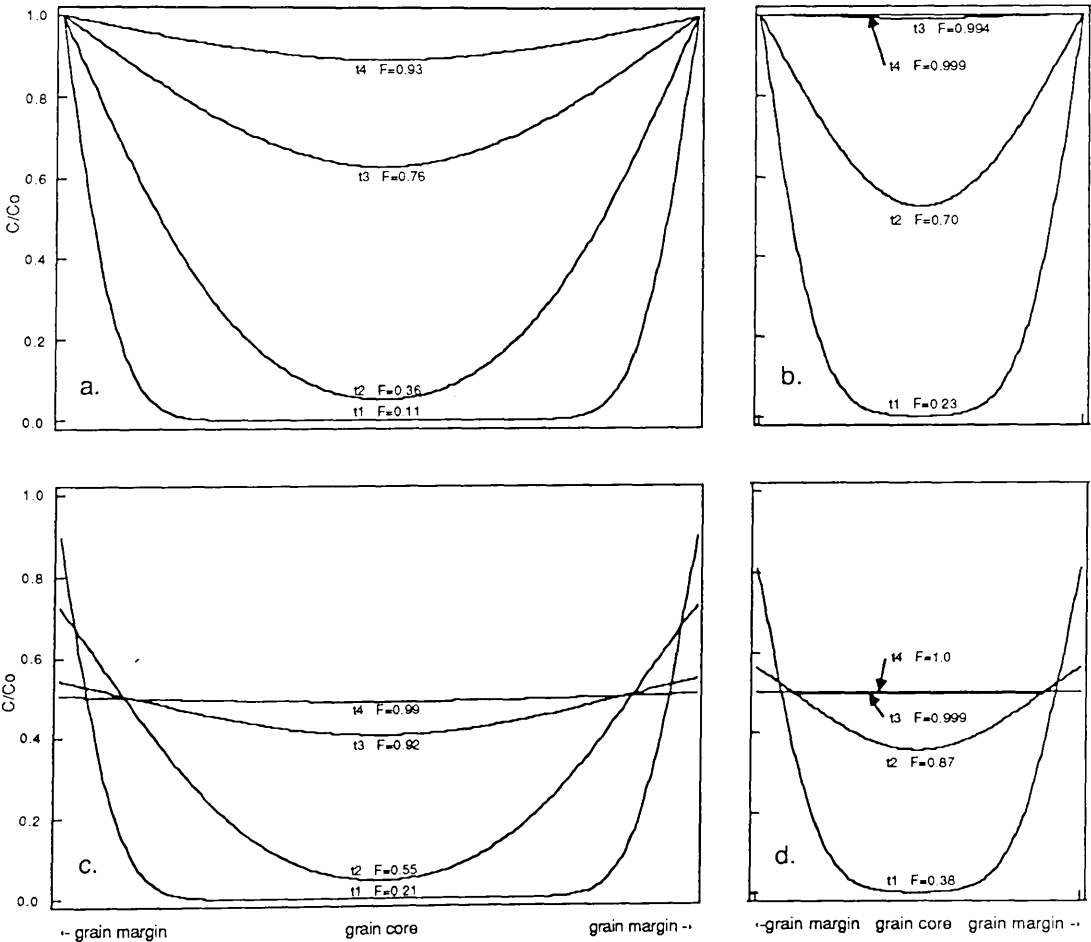 1.0
0.8
0.6
0.4
0.2
0.0
C/Co
t4 F=0.93
t3 F=0.76
t2 F=0.36
t1 F=0.11
a.
t3 F=0.994
t4 F=0.999
t2 F=0.70
t1 F=0.23
b.
1.0
0.8
0.6
0.4
0.2
0.0
C/Co
t4 F=0.99
t3 F=0.92
t2 F=0.55
t1 F=0.21
c.
t4 F=1.0
t3 F=0.999
t2 F=0.87
t1 F=0.38
d.
<- grain margin grain core grain margin ->
<-grain margin grain core grain margin ->